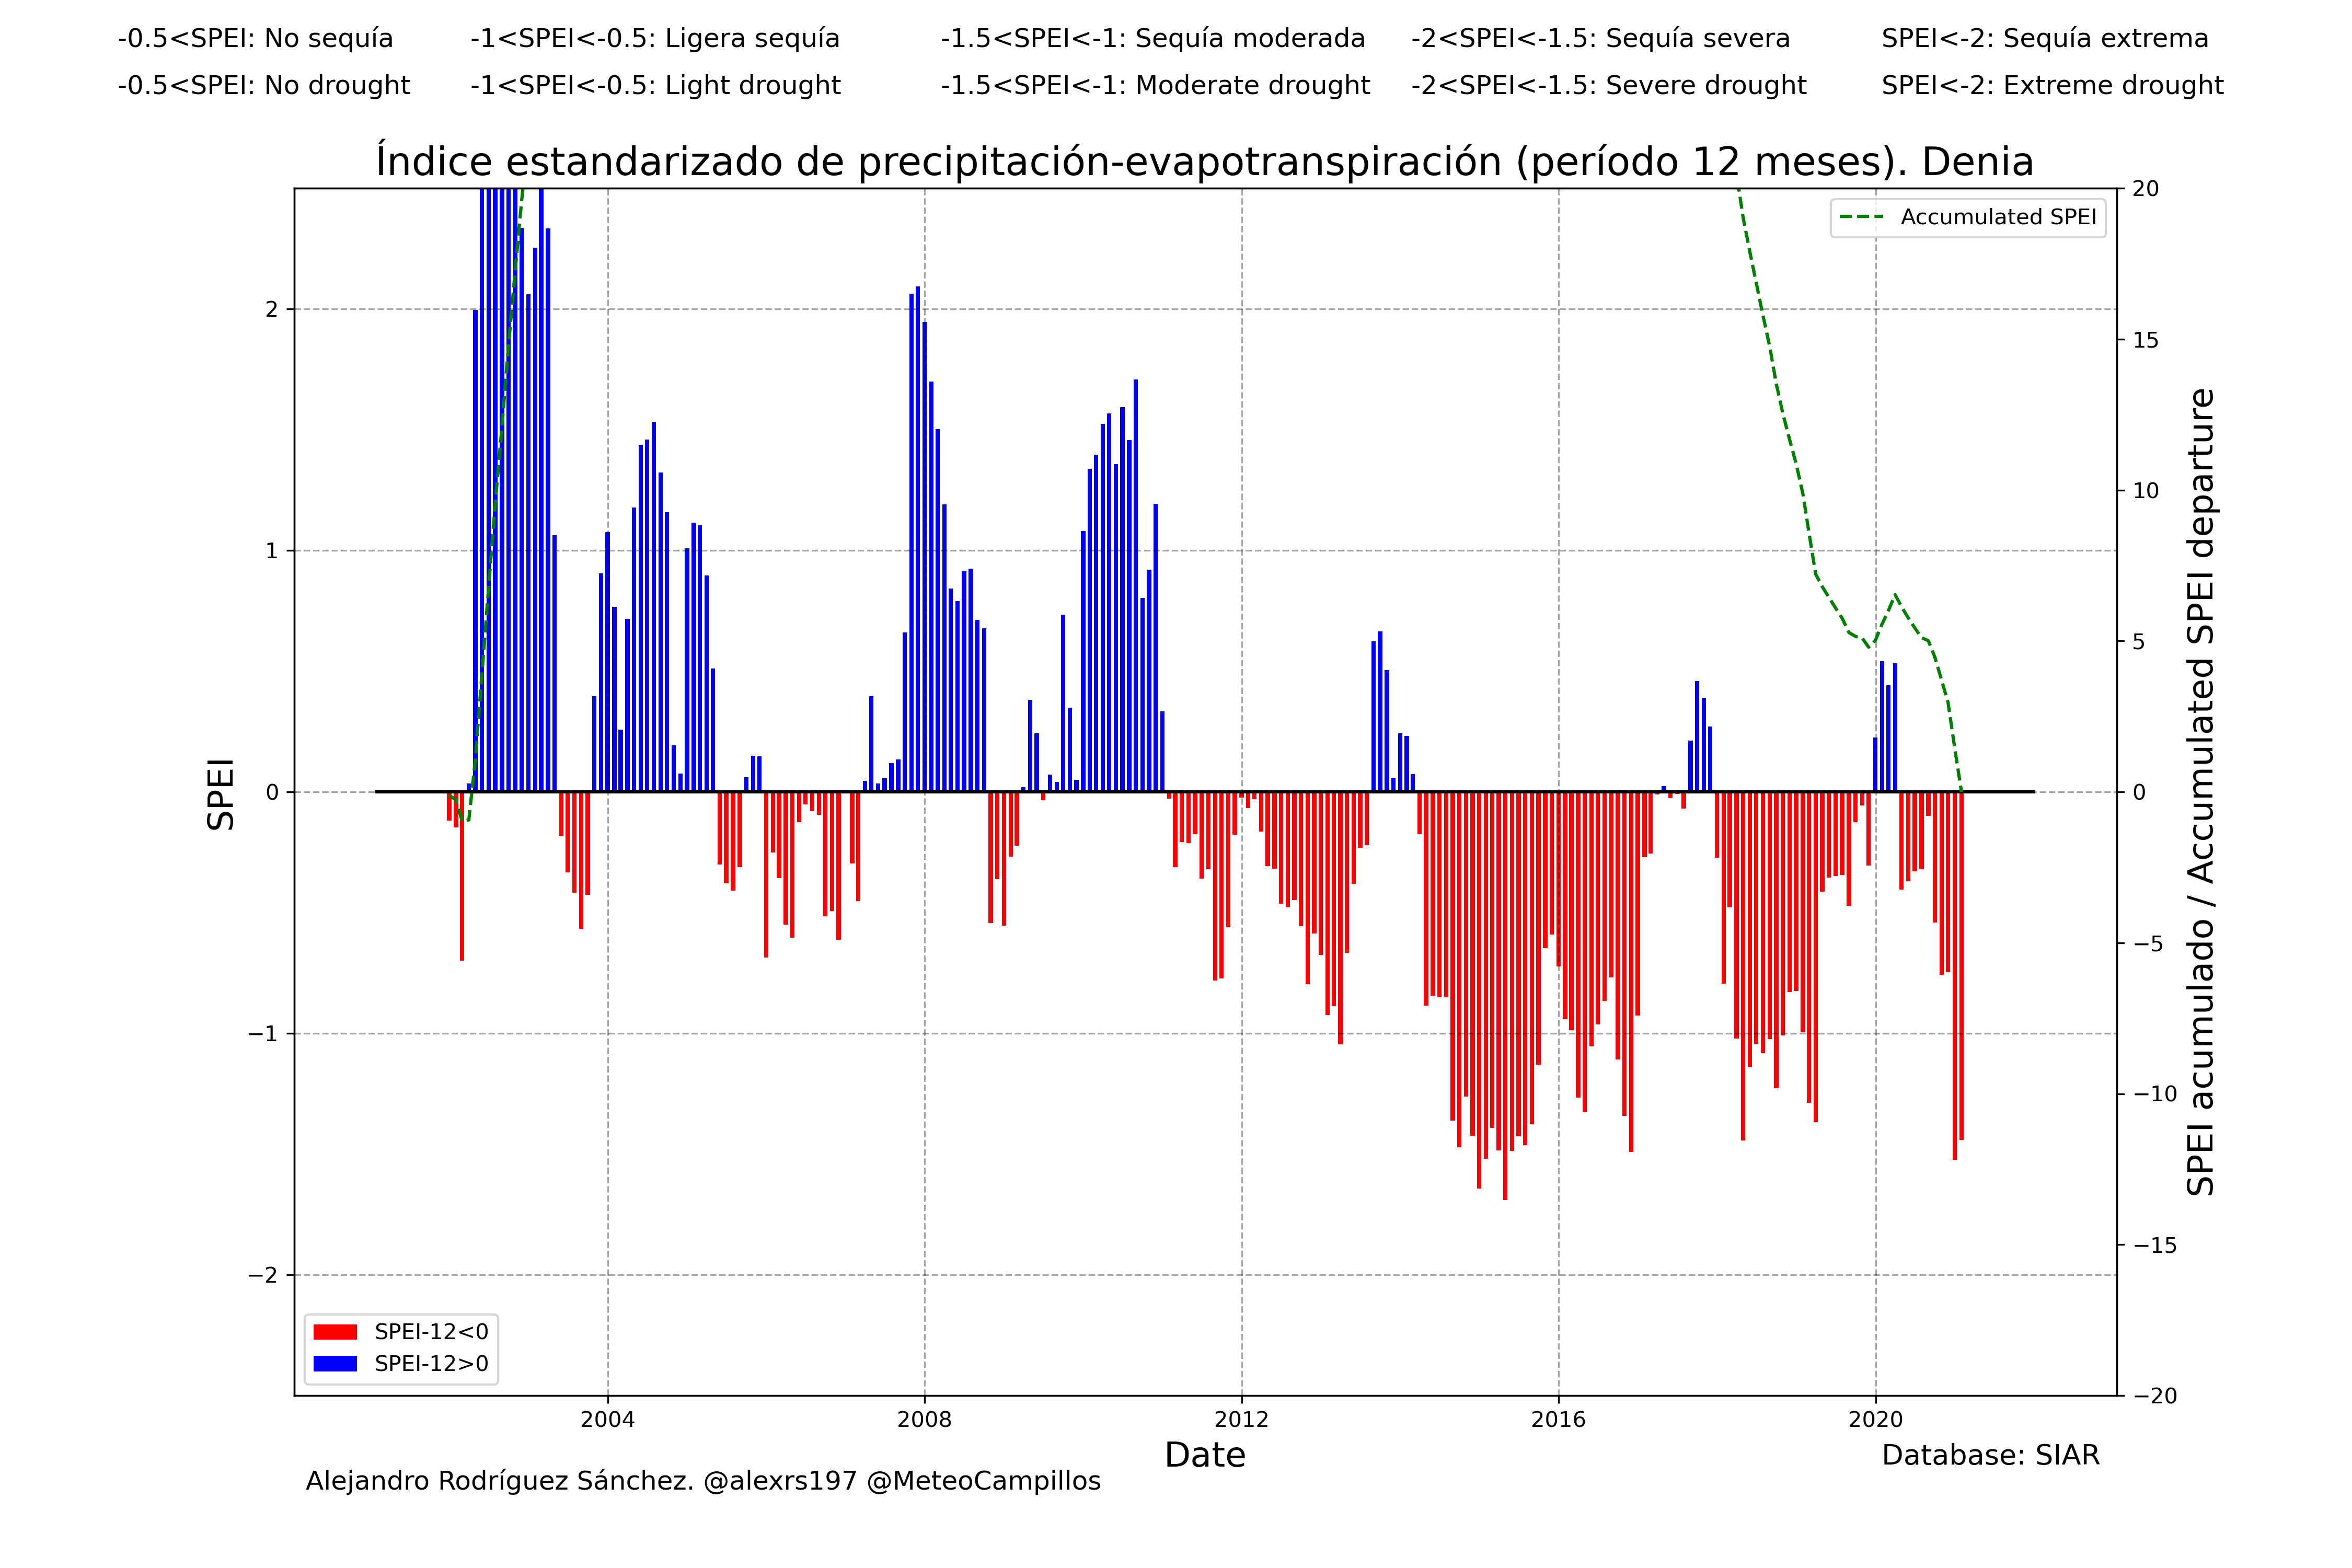 -0.5<SPEI: No sequía -1<SPEI<-0.5: Ligera sequía -1.5<SPEI<-1: Sequía moderada -2<SPEI<-1.5: Sequía severa SPEI<-2: Sequía extrema
-0.5<SPEI: No drought -1<SPEI<-0.5: Light drought -1.5<SPEI<-1: Moderate drought -2<SPEI<-1.5: Severe drought SPEI<-2: Extreme drought
Índice estandarizado de precipitación-evapotranspiración (período 12 meses). Denia
Accumulated SPEI
SPEI
2
1
0
−1
−2
20
15
10
5
0
−5
−10
−15
−20
SPEI acumulado / Accumulated SPEI departure
SPEI-12<0
SPEI-12>0
2004 2008 2012 2016 2020
Date
Database: SIAR
Alejandro Rodríguez Sánchez. @alexrs197 @MeteoCampillos